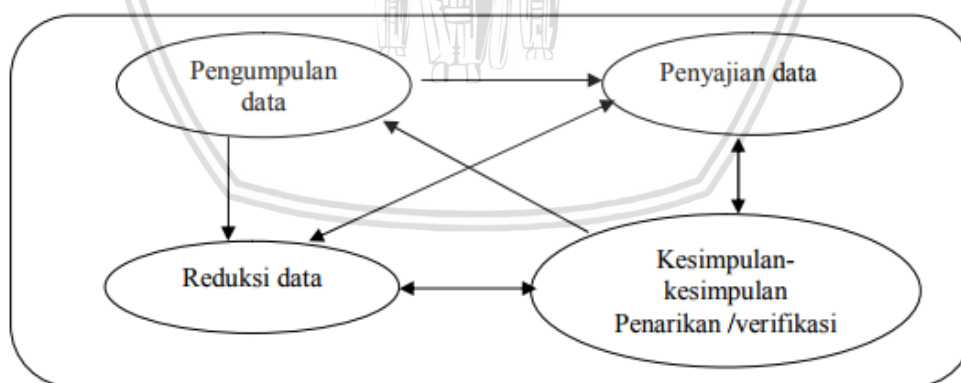 Pengumpulan
data
Penyajian data
Reduksi data
Kesimpulan-
kesimpulan
Penarikan /verifikasi